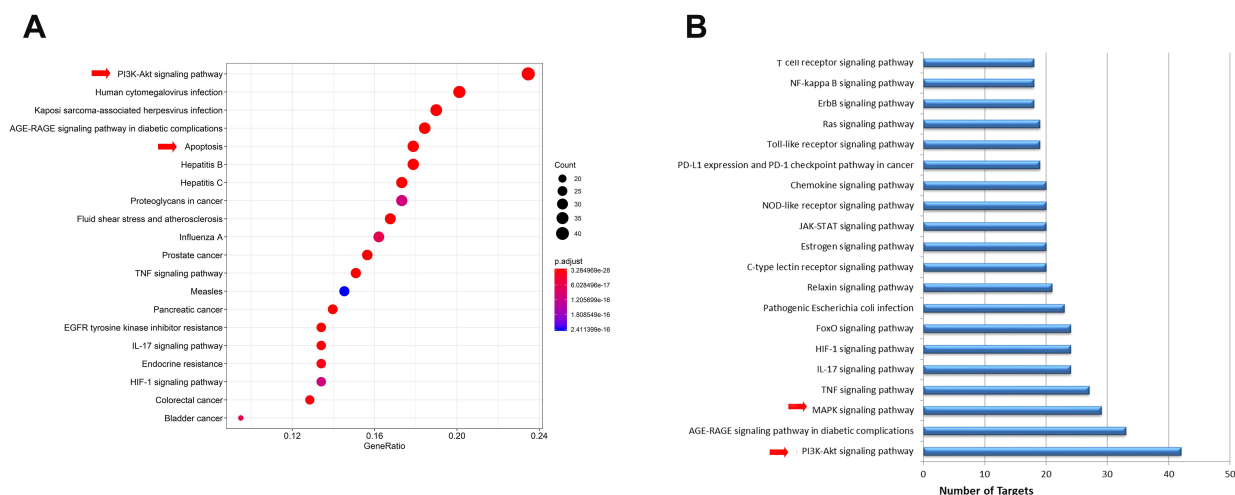 A
PI3K-Akt signaling pathway
Human cytomegalovirus infection
Kaposi sarcoma-associated herpesvirus infection
AGE-RAGE signaling pathway in diabetic complications
Apoptosis
Hepatitis B
Hepatitis C
Proteoglycans in cancer
Fluid shear stress and atherosclerosis
Influenza A
Prostate cancer
TNF signaling pathway
Measles
Pancreatic cancer
EGFR tyrosine kinase inhibitor resistance
IL-17 signaling pathway
Endocrine resistance
HIF-1 signaling pathway
Colorectal cancer
Bladder cancer
0.12 0.16 0.20 0.24
GeneRatio
Count
20
25
30
35
40
p.adjust
3.284969e-28
6.028498e-17
1.205699e-16
1.808549e-16
2.411399e-16
B
T cell receptor signaling pathway
NF-kappa B signaling pathway
ErbB signaling pathway
Ras signaling pathway
Toll-like receptor signaling pathway
PD-L1 expression and PD-1 checkpoint pathway in cancer
Chemokine signaling pathway
NOD-like receptor signaling pathway
JAK-STAT signaling pathway
Estrogen signaling pathway
C-type lectin receptor signaling pathway
Relaxin signaling pathway
Pathogenic Escherichia coli infection
FoxO signaling pathway
HIF-1 signaling pathway
IL-17 signaling pathway
TNF signaling pathway
MAPK signaling pathway
AGE-RAGE signaling pathway in diabetic complications
PI3K-Akt signaling pathway
0 10 20 30 40 50
Number of Targets